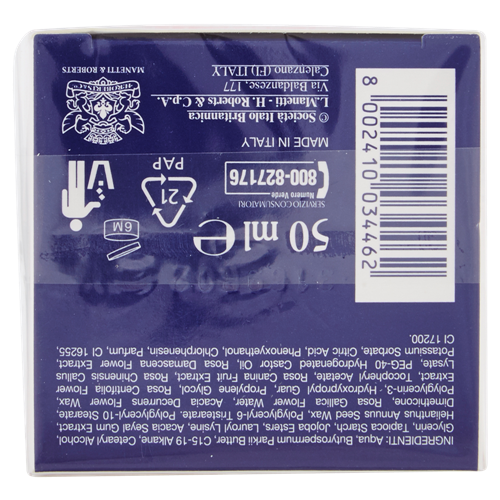 INGREDIENTI: Aqua, Butyrospermum Parkii Butter, C15-19 Alkane, Cetearyl Alcohol,
Glycerin, Tapioca Starch, Jojoba Esters, Lauroyl Lysine, Acacia Seyal Gum Extract,
Helianthus Annuus Seed Wax, Polyglyceryl-6 Tristearate, Polyglyceryl-10 Stearate,
Dimethicone, Rosa Gallica Flower Water, Acacia Decurrens Flower Wax,
Polyglycerin-3, Hydroxypropyl Guar, Propylene Glycol, Rosa Centifolia Flower
Extract, Tocopheryl Acetate, Rosa Canina Fruit Extract, Rosa Chinensis Callus
Lysate, PEG-40 Hydrogenated Castor Oil, Rosa Damascena Flower Extract,
Potassium Sorbate, Citric Acid, Phenoxyethanol, Chlorphenesin, Parfum, CI 16255,
CI 17200.
8 002410 034462
50 ml e
6M
SERVIZIO CONSUMATORI
Numero Verde
800-827176
21
PAP
MADE IN ITALY
© Società Italo Britannica
L.Manetti - H. Roberts & C.p.A.
Via Baldanzese, 177
Calenzano (FI) ITALY
MANETTI & ROBERTS